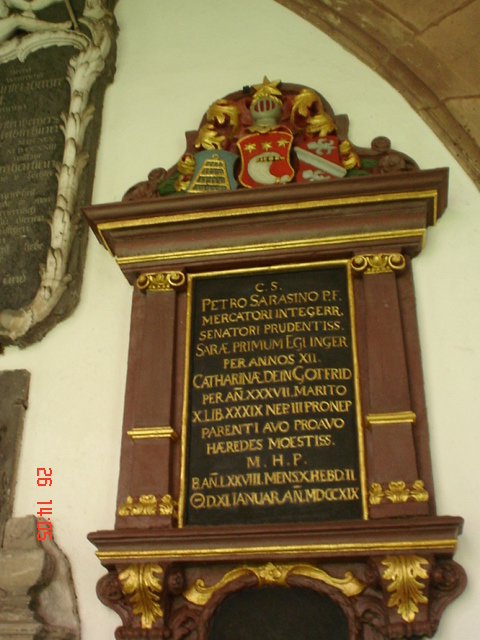 C. S.
PETRO SARASINO P. F.
MERCATORI INTEGERR.
SENATORI PRUDENTISS.
SARÆ PRIMUM EGLINGER
PER ANNOS XII.
CATHARINÆ DEIN GOTFRID
PER AÑ. XXXVII. MARITO
X. LIB. XXXIX NEP. III PRONEP.
PARENTI AVO PROAVO
HÆREDES MOESTISS.
M. H. P.
B. AÑ. LXXVIII. MENS. X. HEBD. II
D. XI. IANUAR. AÑ. MDCCXIX
26 14:05